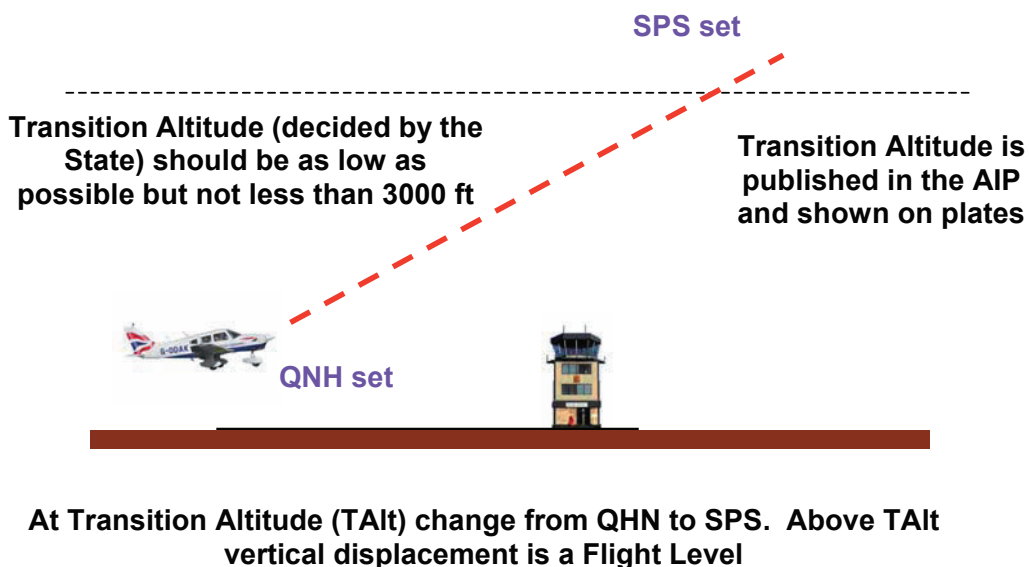 SPS set
Transition Altitude (decided by the
State) should be as low as
possible but not less than 3000 ft
Transition Altitude is
published in the AIP
and shown on plates
G-OOAK
QNH set
At Transition Altitude (TAlt) change from QHN to SPS.  Above TAlt
vertical displacement is a Flight Level